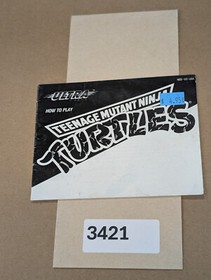 ULTRA
HOW TO PLAY
TEENAGE MUTANT NINJA
TURTLES®
3421